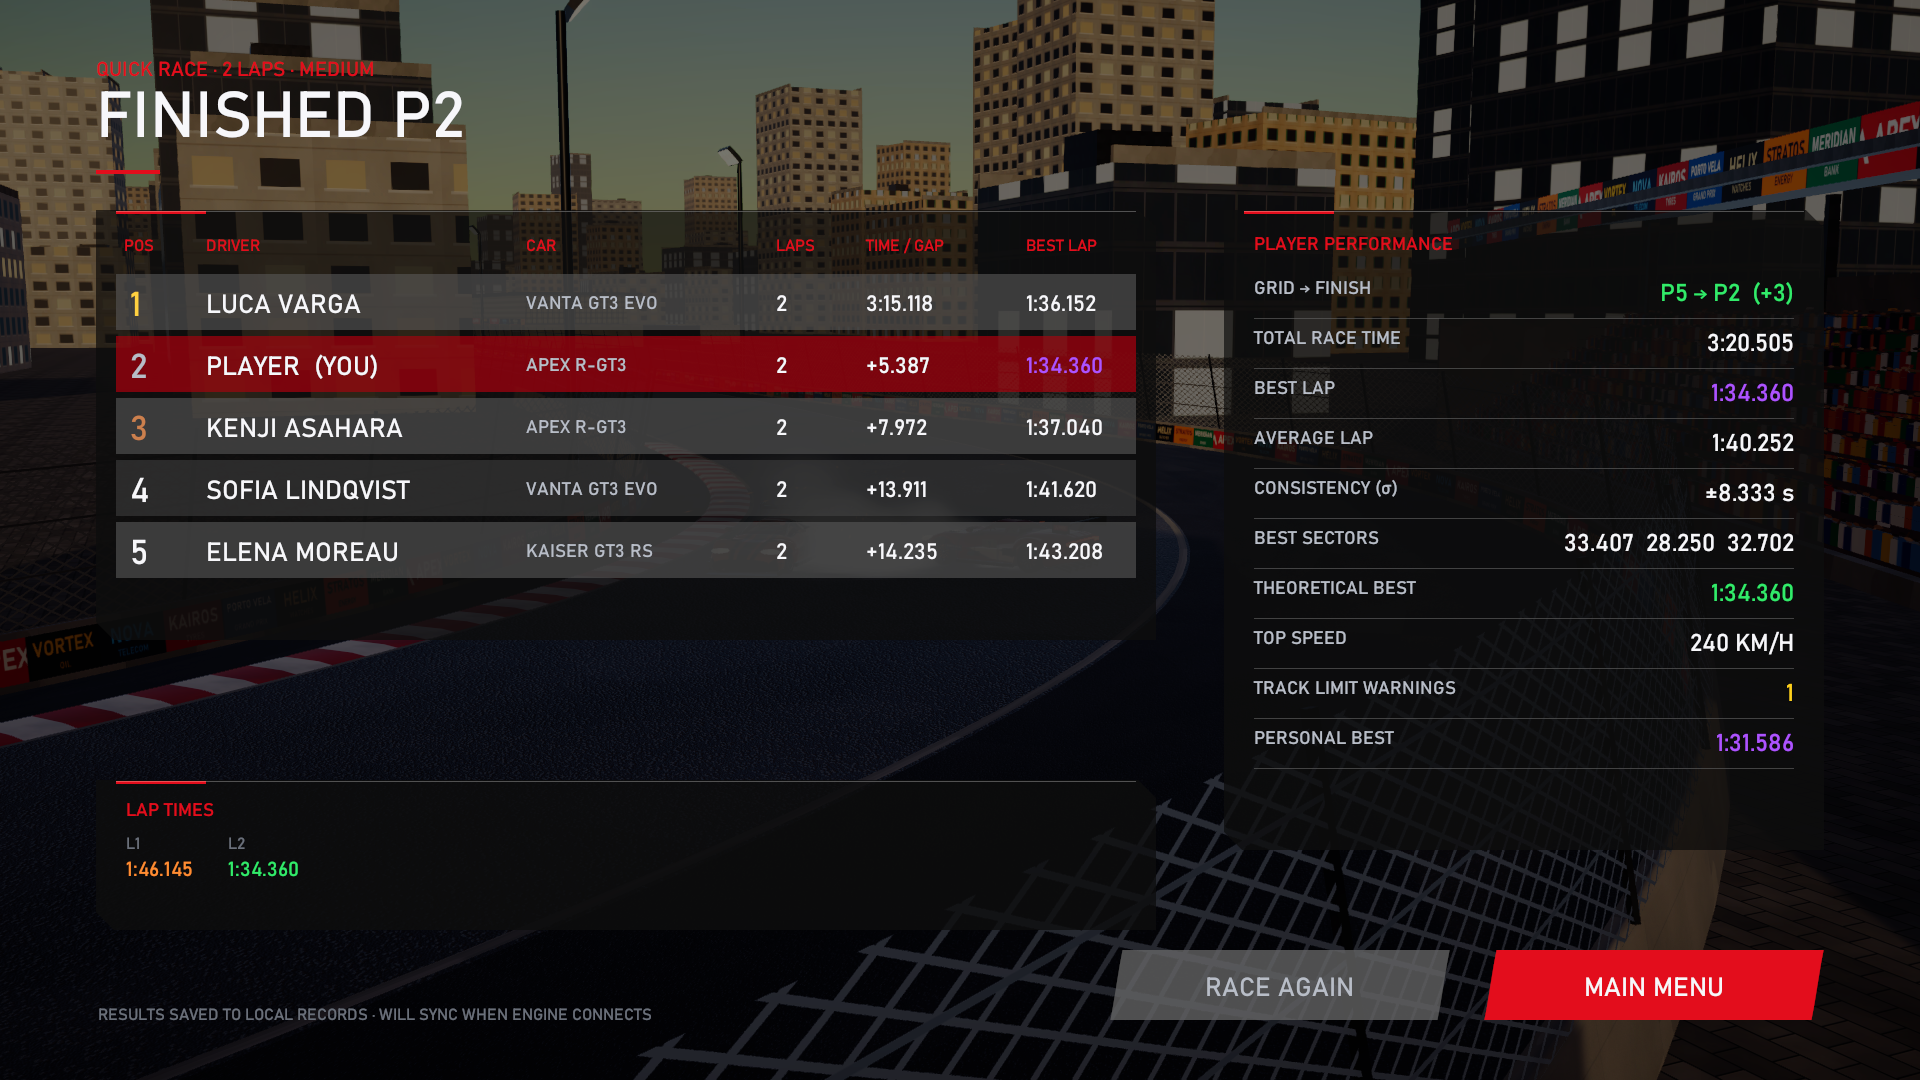 QUICK RACE · 2 LAPS · MEDIUM
FINISHED P2
POS DRIVER CAR LAPS TIME / GAP BEST LAP
1 LUCA VARGA VANTA GT3 EVO 2 3:15.118 1:36.152
2 PLAYER (YOU) APEX R-GT3 2 +5.387 1:34.360
3 KENJI ASAHARA APEX R-GT3 2 +7.972 1:37.040
4 SOFIA LINDQVIST VANTA GT3 EVO 2 +13.911 1:41.620
5 ELENA MOREAU KAISER GT3 RS 2 +14.235 1:43.208
PLAYER PERFORMANCE
GRID → FINISH P5 → P2 (+3)
TOTAL RACE TIME 3:20.505
BEST LAP 1:34.360
AVERAGE LAP 1:40.252
CONSISTENCY (σ) ±8.333 s
BEST SECTORS 33.407 28.250 32.702
THEORETICAL BEST 1:34.360
TOP SPEED 240 KM/H
TRACK LIMIT WARNINGS 1
PERSONAL BEST 1:31.586
LAP TIMES
L1 L2
1:46.145 1:34.360
RACE AGAIN
MAIN MENU
RESULTS SAVED TO LOCAL RECORDS · WILL SYNC WHEN ENGINE CONNECTS
VORTEX
NOVA
KAIROS
PORTO VELA
HELIX
STRATOS
ENERGY
MERIDIAN
BANK
APEX